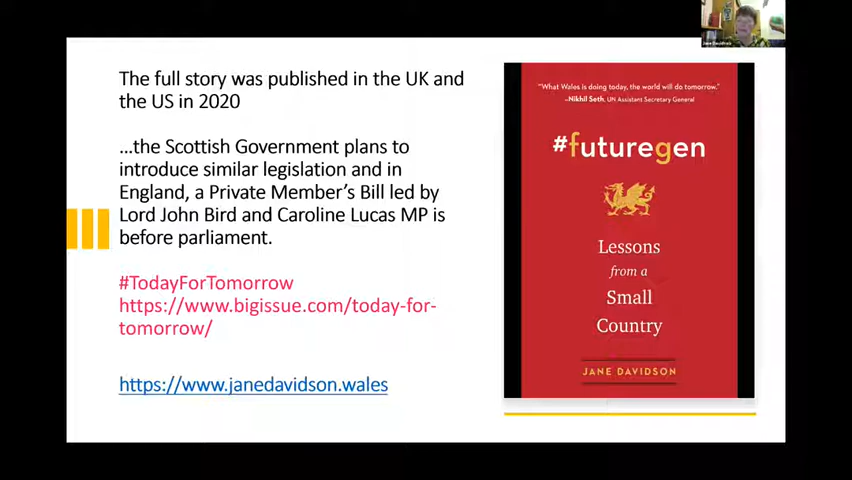 Jane Davidson
The full story was published in the UK and
the US in 2020
...the Scottish Government plans to
introduce similar legislation and in
England, a Private Member's Bill led by
Lord John Bird and Caroline Lucas MP is
before parliament.
#TodayForTomorrow
https://www.bigissue.com/today-for-
tomorrow/
https://www.janedavidson.wales
"What Wales is doing today, the world will do tomorrow."
–Nikhil Seth, UN Assistant Secretary General
#futuregen
Lessons
from a
Small
Country
JANE DAVIDSON